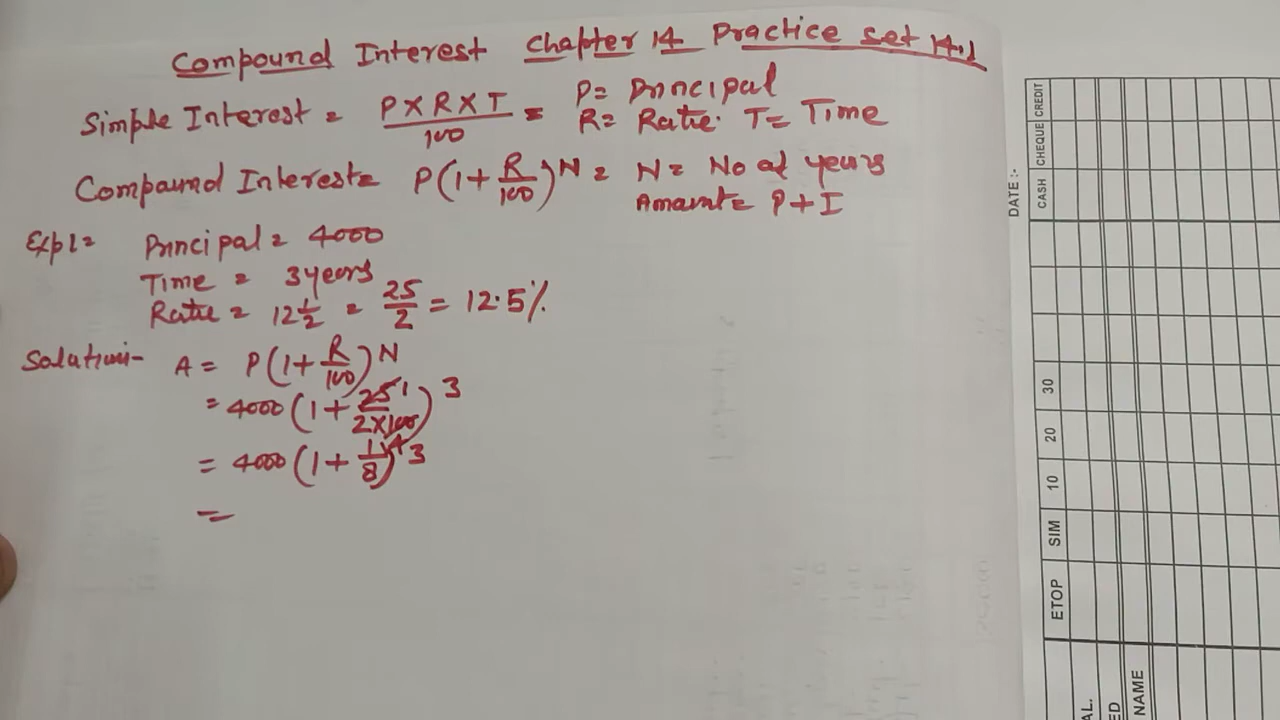 Compound Interest Chapter 14 Practice set 14.1
Simple Interest = P X R X T / 100 = P= Principal
R= Rate. T= Time
Compound Interest= P(1+ R/100)^N = N= No of years
Amount= P+I
Exp1= Principal = 4000
Time = 3 years
Rate = 12 1/2 = 25/2 = 12.5%
Solution:- A = P(1+ R/100)^N
= 4000 (1+ 25 1/2X100 4)^3
= 4000 (1+ 1/8)^3
=
DATE :-
CASH CHEQUE CREDIT
ETOP SIM 10 20 30
NAME